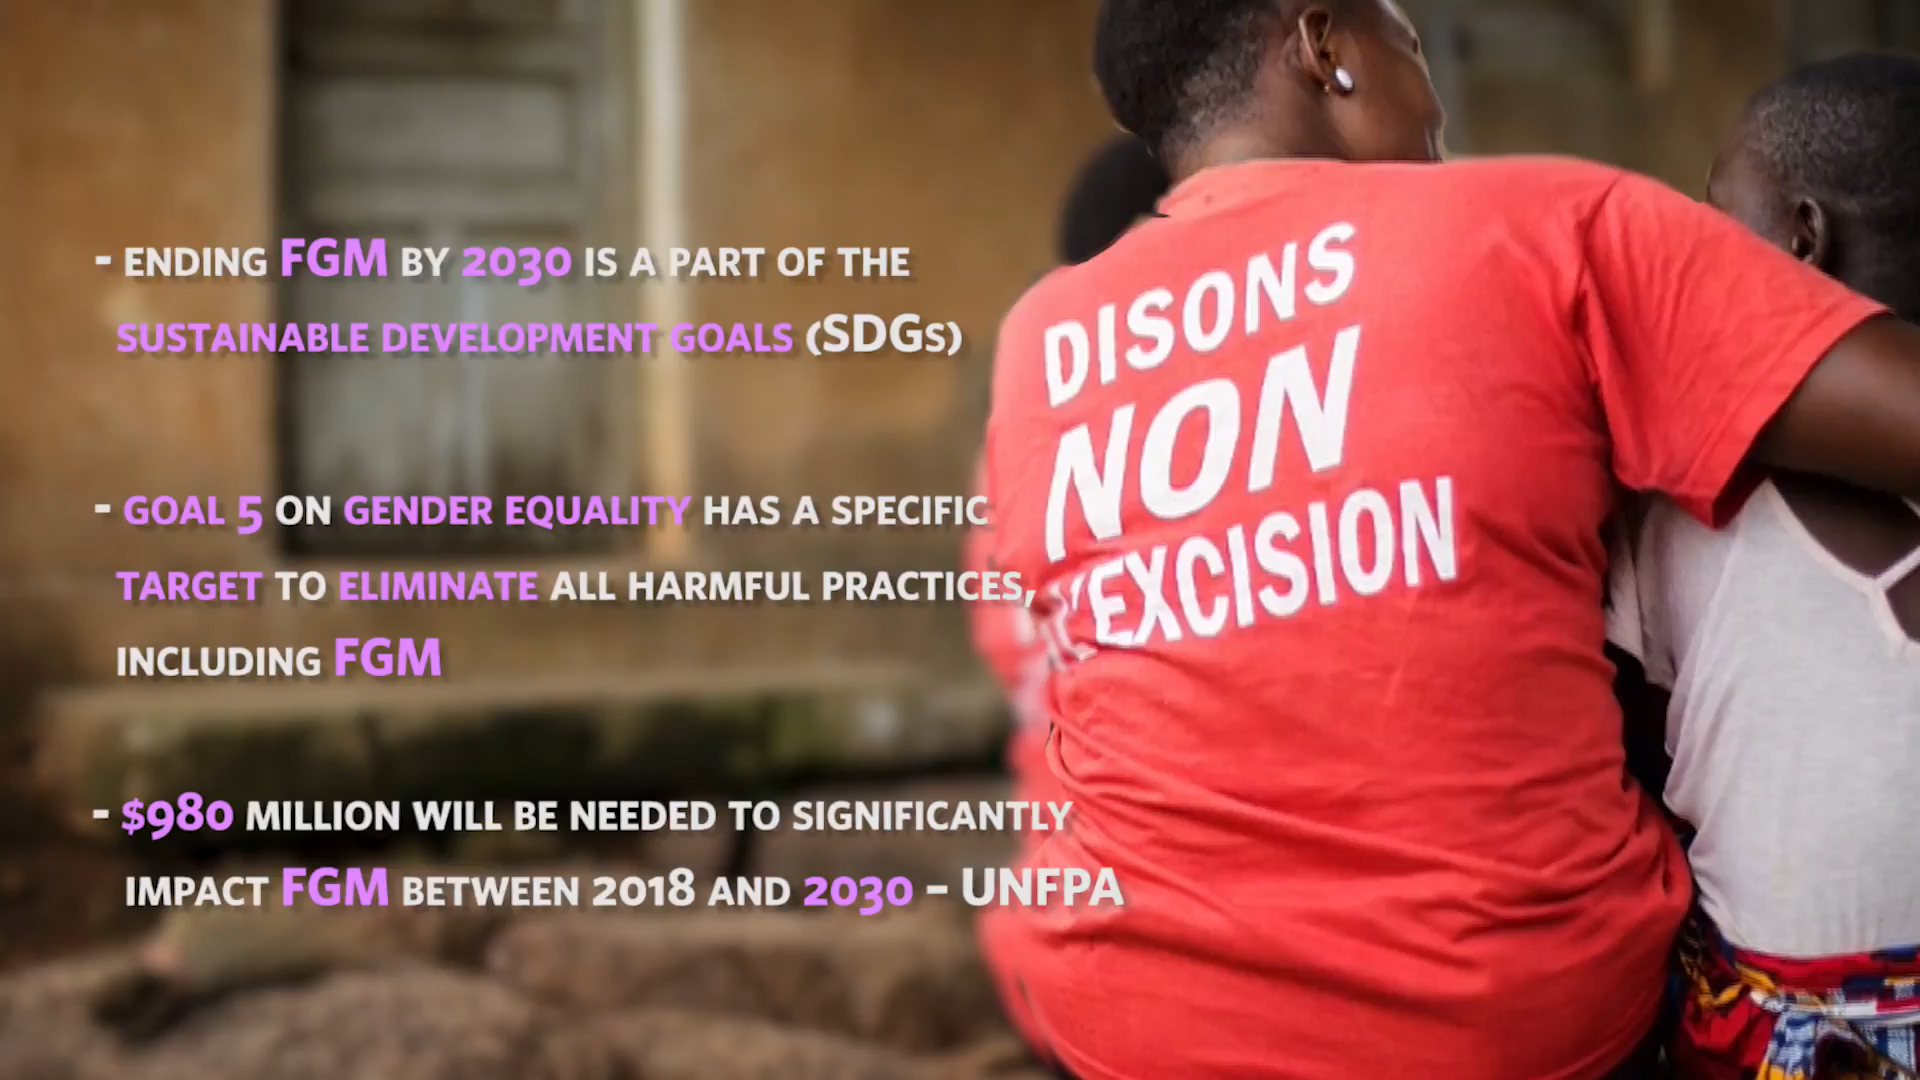 - ENDING FGM BY 2030 IS A PART OF THE
SUSTAINABLE DEVELOPMENT GOALS (SDGs)
- GOAL 5 ON GENDER EQUALITY HAS A SPECIFIC
TARGET TO ELIMINATE ALL HARMFUL PRACTICES,
INCLUDING FGM
- $980 MILLION WILL BE NEEDED TO SIGNIFICANTLY
IMPACT FGM BETWEEN 2018 AND 2030 – UNFPA
DISONS
NON
L'EXCISION